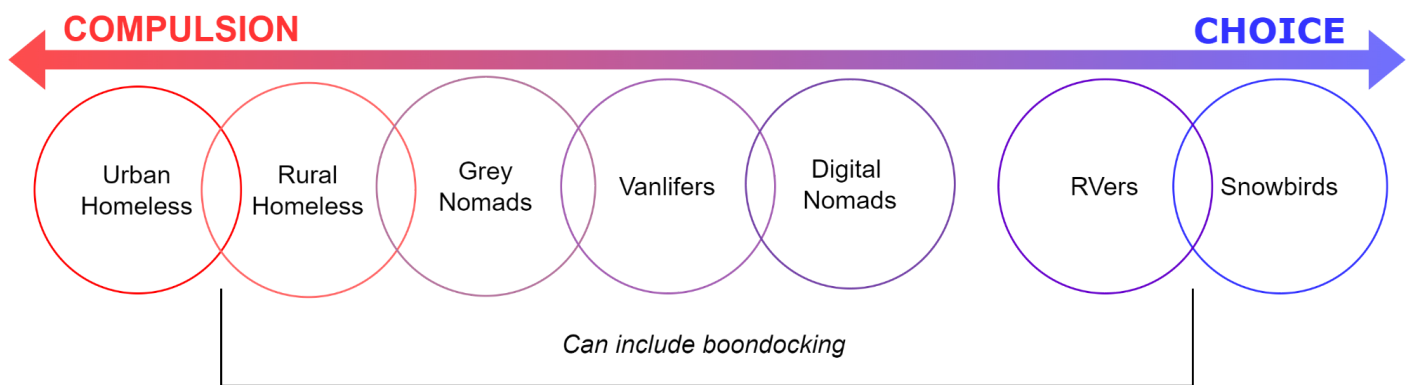 COMPULSION
CHOICE
Urban
Homeless
Rural
Homeless
Grey
Nomads
Vanlifers
Digital
Nomads
RVers
Snowbirds
Can include boondocking